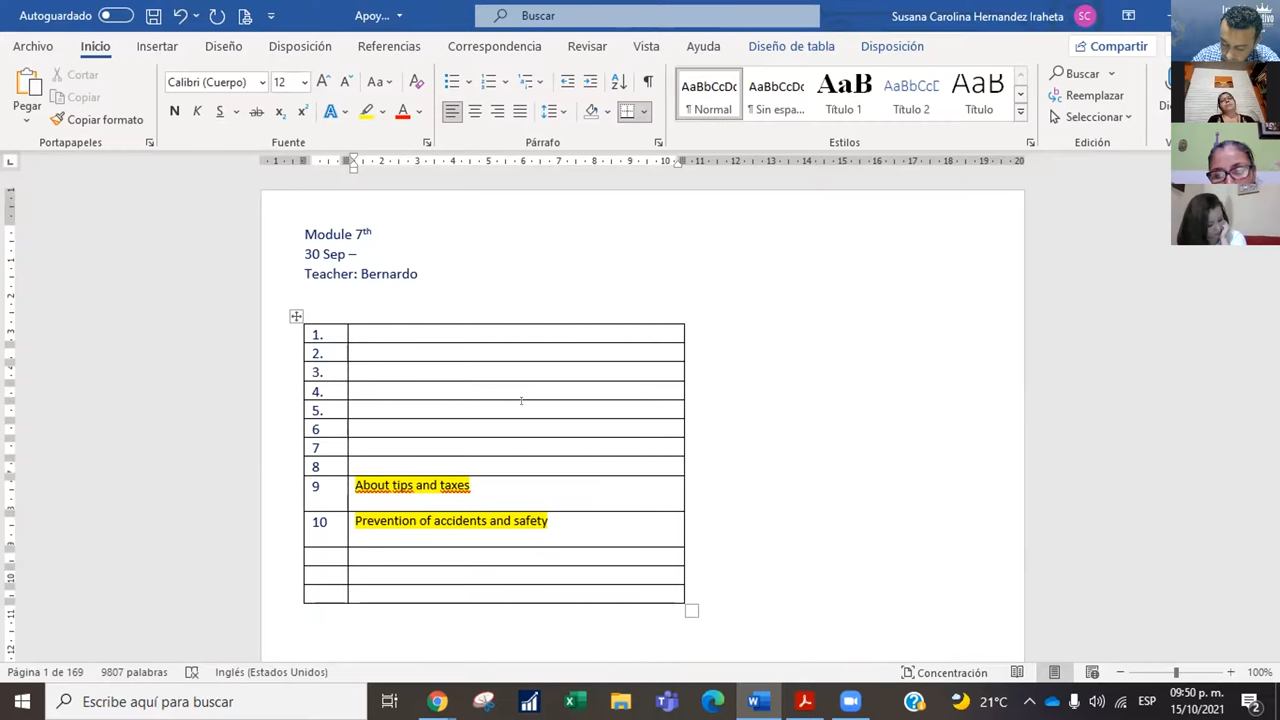 Autoguardado
Apoy...
Buscar
Susana Carolina Hernandez Iraheta
SC
Archivo
Inicio
Insertar
Diseño
Disposición
Referencias
Correspondencia
Revisar
Vista
Ayuda
Diseño de tabla
Disposición
Compartir
Pegar
Cortar
Copiar
Copiar formato
Portapapeles
Calibri (Cuerpo)
12
Fuente
Párrafo
AaBbCcDc
¶ Normal
AaBbCcDc
¶ Sin espa...
AaB
Título 1
AaBbCcD
Título 2
AaB
Título
Estilos
Buscar
Reemplazar
Seleccionar
Edición
Module 7th
30 Sep –
Teacher: Bernardo
1.
2.
3.
4.
5.
6
7
8
9 About tips and taxes
10 Prevention of accidents and safety
Página 1 de 169
9807 palabras
Inglés (Estados Unidos)
Concentración
100%
Escribe aquí para buscar
21°C
ESP
09:50 p. m.
15/10/2021
2